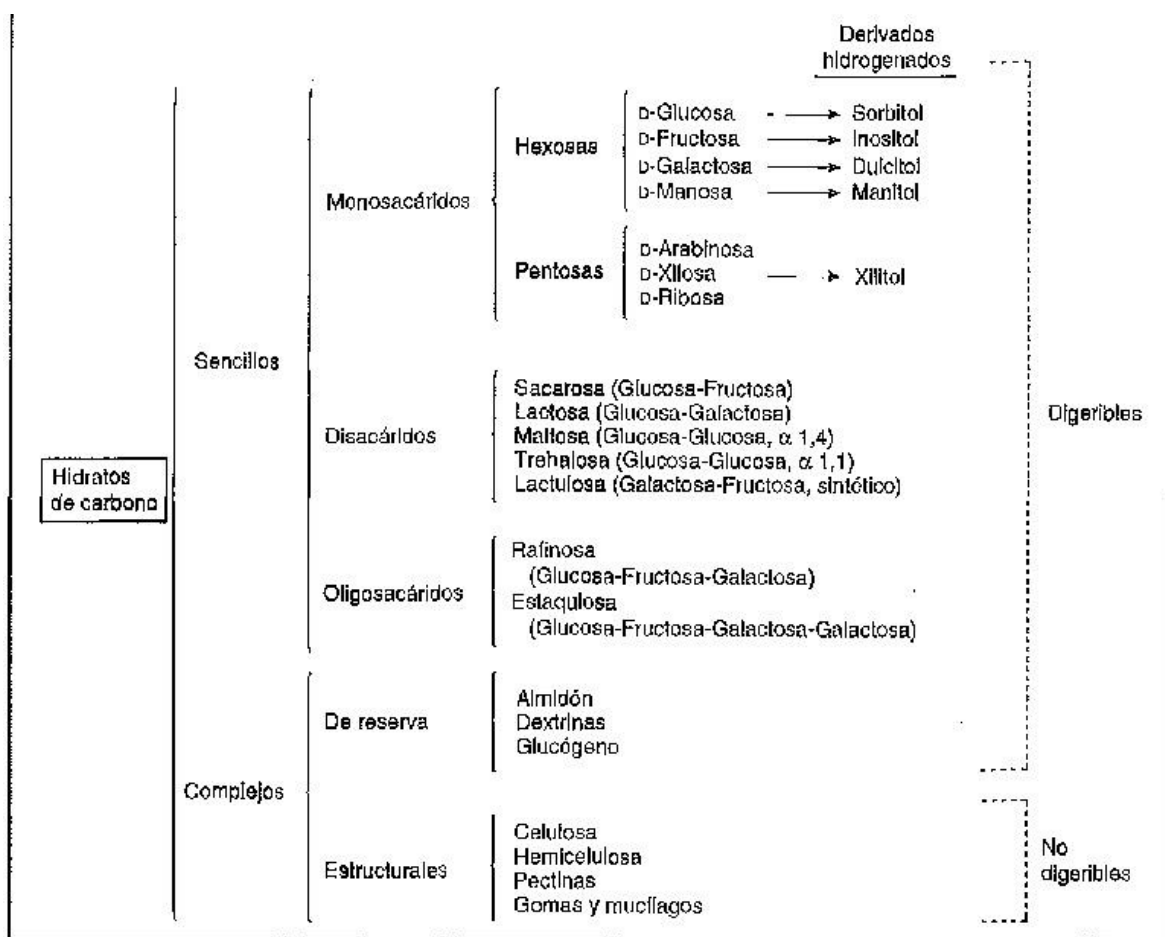 Derivados
hidrogenados
D-Glucosa → Sorbitol
Hexosas
D-Fructosa → Inositol
D-Galactosa → Dulcitol
D-Manosa → Manitol
Monosacáridos
D-Arabinosa
Pentosas
D-Xilosa → Xilitol
D-Ribosa
Sencillos
Sacarosa (Glucosa-Fructosa)
Lactosa (Glucosa-Galactosa)
Disacáridos
Maltosa (Glucosa-Glucosa, α 1,4)
Trehalosa (Glucosa-Glucosa, α 1,1)
Lactulosa (Galactosa-Fructosa, sintético)
Digeribles
Hidratos
de carbono
Rafinosa
(Glucosa-Fructosa-Galactosa)
Oligosacáridos
Estaquiosa
(Glucosa-Fructosa-Galactosa-Galactosa)
Almidón
De reserva
Dextrinas
Glucógeno
Complejos
Celulosa
Hemicelulosa
Estructurales
Pectinas
Gomas y mucílagos
No
digeribles